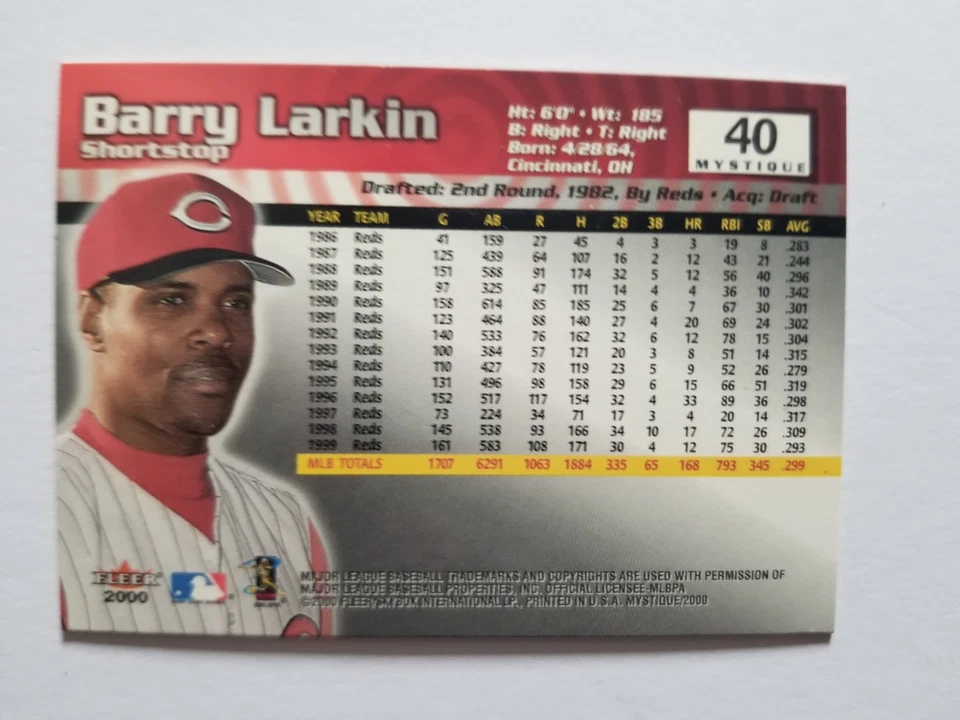 Barry Larkin
Shortstop
Ht: 6'0" • Wt: 185
B: Right • T: Right
Born: 4/28/64,
Cincinnati, OH
40
MYSTIQUE
Drafted: 2nd Round, 1982, By Reds • Acq: Draft
YEAR TEAM G AB R H 2B 3B HR RBI SB AVG
1986 Reds 41 159 27 45 4 3 3 19 8 .283
1987 Reds 125 439 64 107 16 2 12 43 21 .244
1988 Reds 151 588 91 174 32 5 12 56 40 .296
1989 Reds 97 325 47 111 14 4 4 36 10 .342
1990 Reds 158 614 85 185 25 6 7 67 30 .301
1991 Reds 123 464 88 140 27 4 20 69 24 .302
1992 Reds 140 533 76 162 32 6 12 78 15 .304
1993 Reds 100 384 57 121 20 3 8 51 14 .315
1994 Reds 110 427 78 119 23 5 9 52 26 .279
1995 Reds 131 496 98 158 29 6 15 66 51 .319
1996 Reds 152 517 117 154 32 4 33 89 36 .298
1997 Reds 73 224 34 71 17 3 4 20 14 .317
1998 Reds 145 538 93 166 34 10 17 72 26 .309
1999 Reds 161 583 108 171 30 4 12 75 30 .293
MLB TOTALS 1707 6291 1063 1884 335 65 168 793 345 .299
FLEER
2000
MAJOR LEAGUE BASEBALL TRADEMARKS AND COPYRIGHTS ARE USED WITH PERMISSION OF
MAJOR LEAGUE BASEBALL PROPERTIES, INC. OFFICIAL LICENSEE-MLBPA
©2000 FLEER/SKYBOX INTERNATIONAL LP., PRINTED IN U.S.A. MYSTIQUE/2000